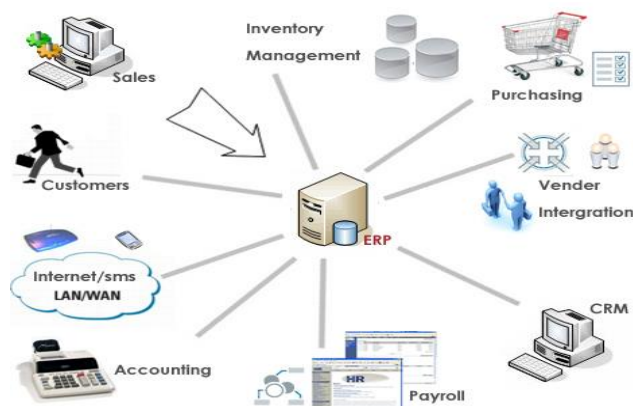 Sales
Inventory
Management
Purchasing
Customers
Vender
Intergration
ERP
Internet/sms
LAN/WAN
CRM
Accounting
HR
Payroll